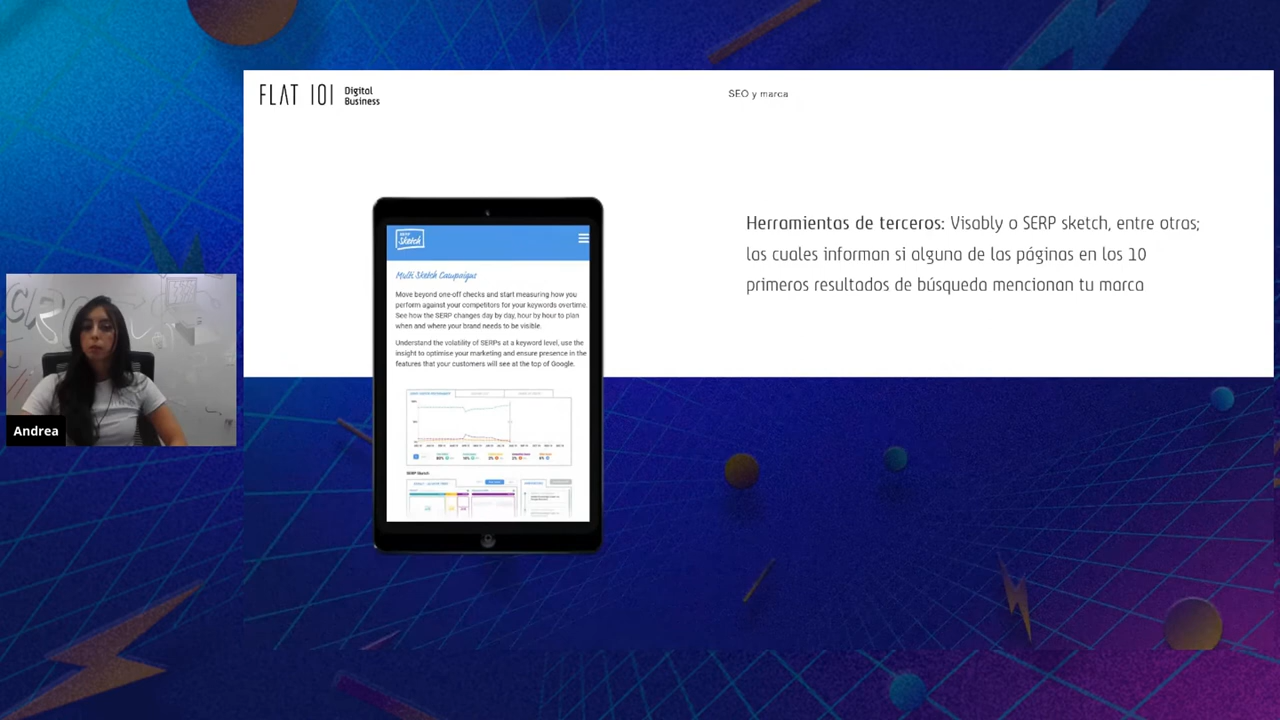 FLAT 101 Digital
Business
SEO y marca
Herramientas de terceros: Visably o SERP sketch, entre otras;
las cuales informan si alguna de las páginas en los 10
primeros resultados de búsqueda mencionan tu marca
SERP
Sketch
Multi Sketch Campaigns
Move beyond one-off checks and start measuring how you
perform against your competitors for your keywords overtime.
See how the SERP changes day by day, hour by hour to plan
when and where your brand needs to be visible.
Understand the volatility of SERPs at a keyword level, use the
insight to optimise your marketing and ensure presence in the
features that your customers will see at the top of Google.
SERP Sketch
Andrea